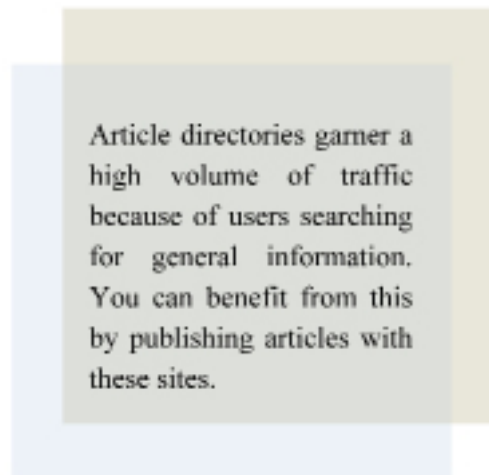 Article directories garner a
high volume of traffic
because of users searching
for general information.
You can benefit from this
by publishing articles with
these sites.